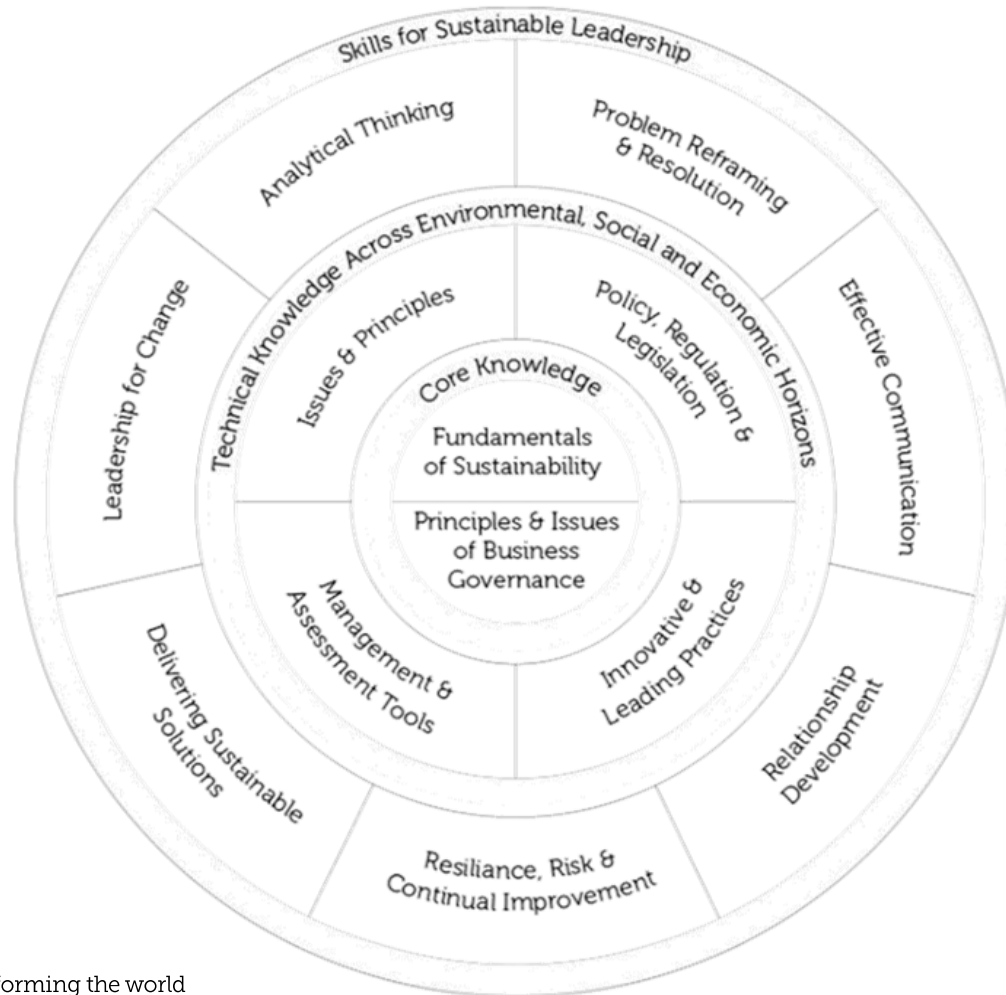 Skills for Sustainable Leadership
Analytical Thinking
Problem Reframing
& Resolution
Effective Communication
Relationship
Development
Resiliance, Risk &
Continual Improvement
Delivering Sustainable
Solutions
Leadership for Change
Technical Knowledge Across Environmental, Social and Economic Horizons
Issues & Principles
Policy, Regulation &
Legislation
Innovative &
Leading Practices
Management &
Assessment Tools
Core Knowledge
Fundamentals
of Sustainability
Principles & Issues
of Business
Governance
the world